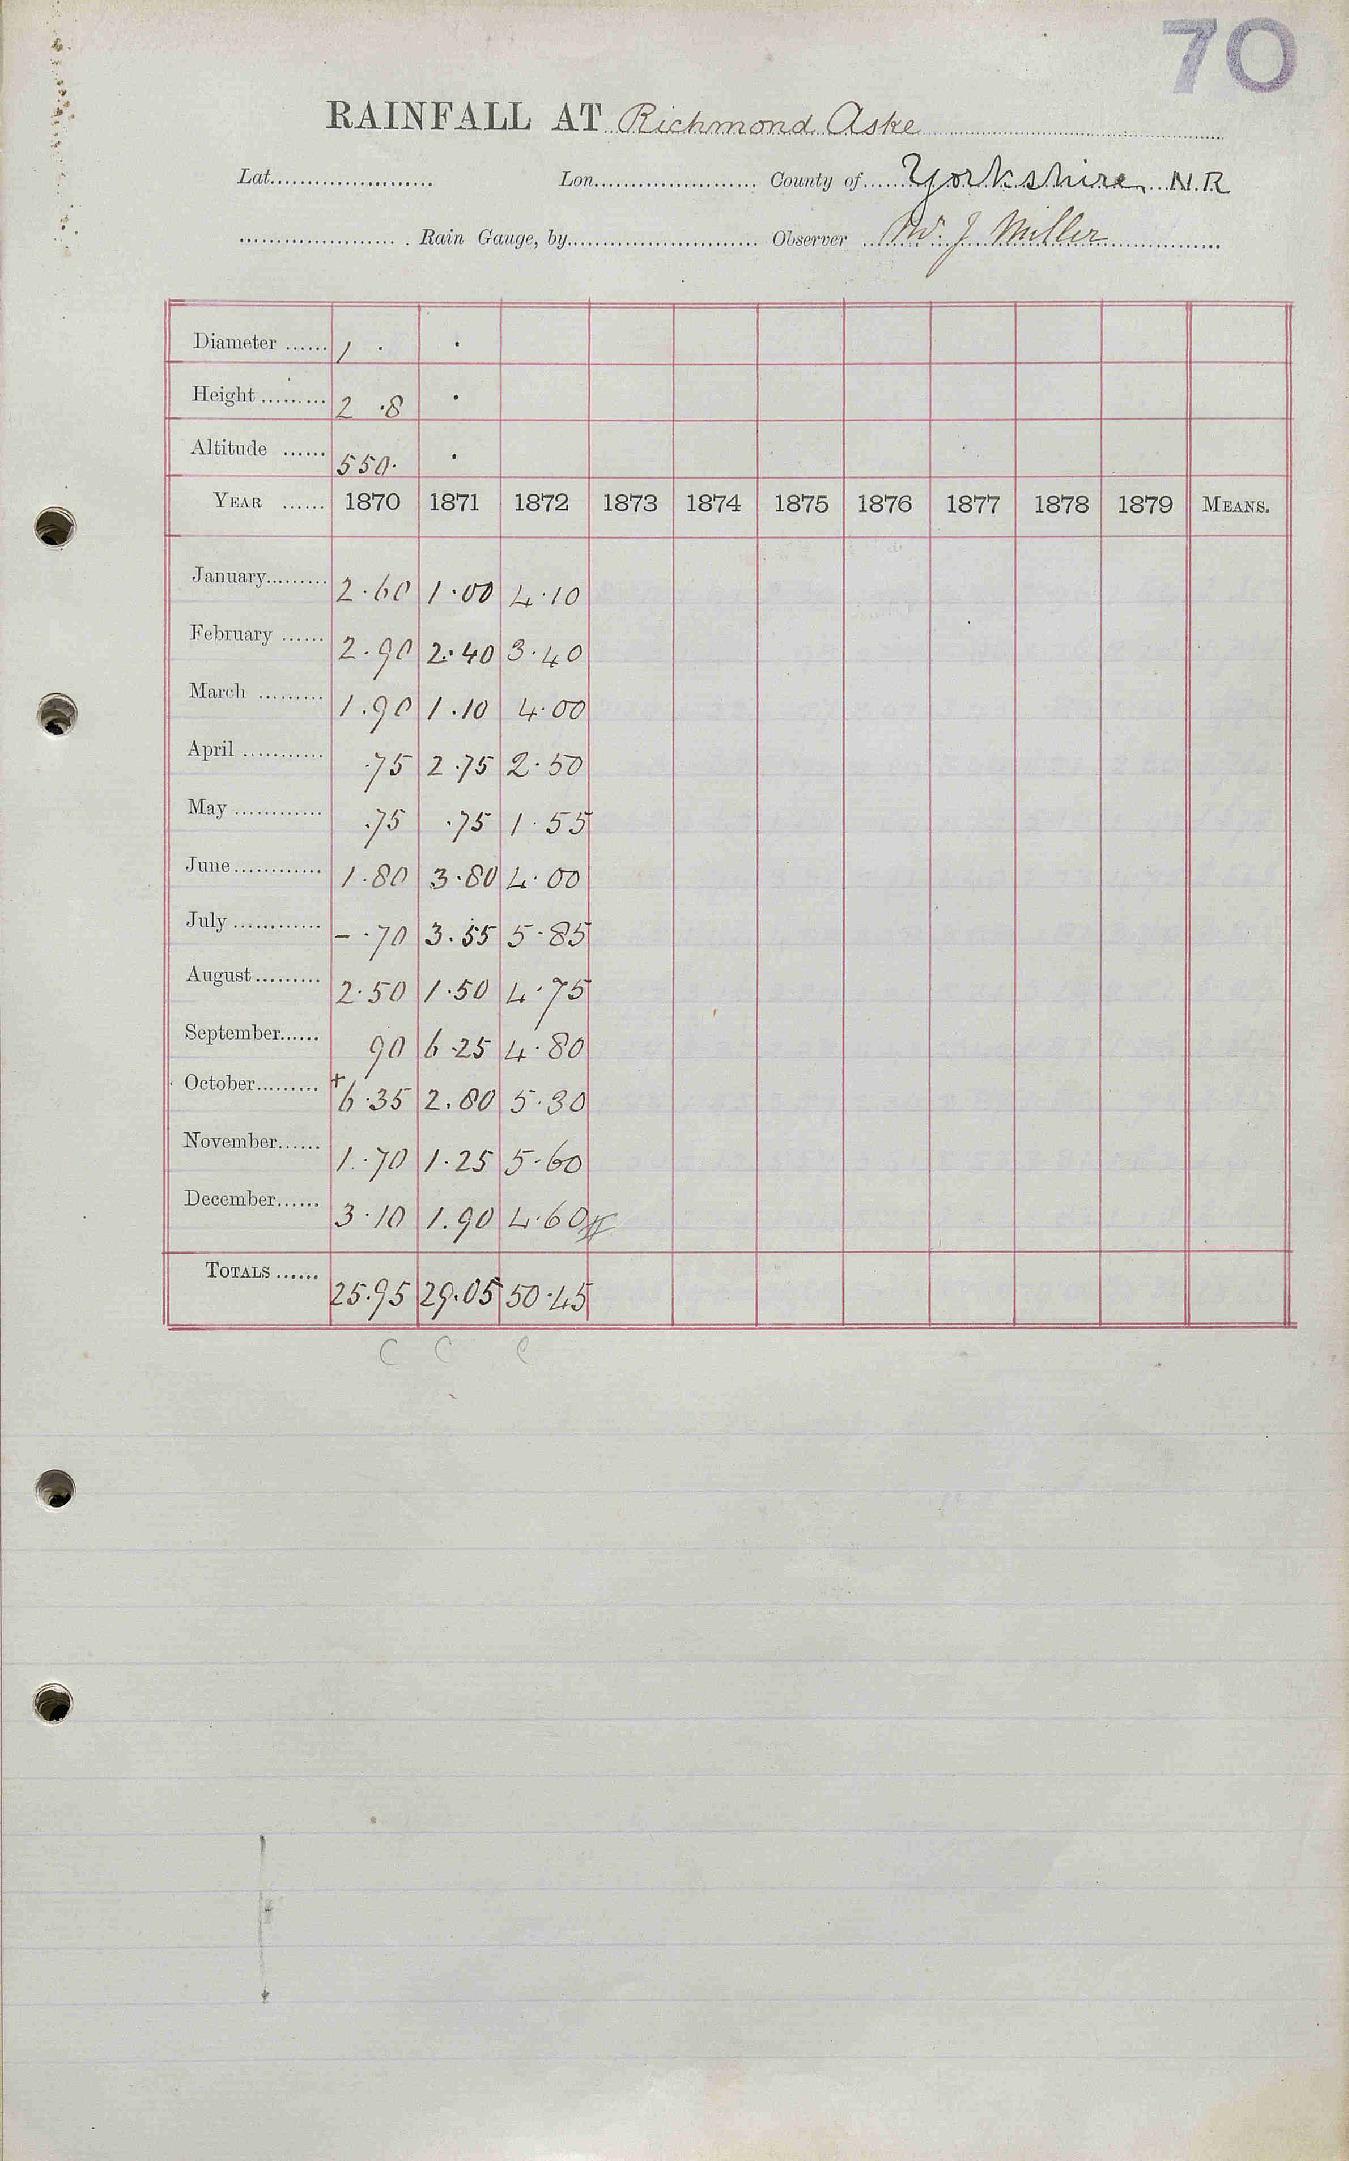 70
RAINFALL AT Richmond Aske
Lat. Lon. County of Yorkshire N.R
Rain Gauge, by Observer Mr. J Miller
Diameter 1 .
Height 2 .8 .
Altitude 550. .
YEAR 1870 1871 1872 1873 1874 1875 1876 1877 1878 1879 MEANS.
January 2.60 1.00 4.10
February 2.90 2.40 3.40
March 1.90 1.10 4.00
April .75 2.75 2.50
May .75 .75 1.55
June 1.80 3.80 4.00
July - .70 3.55 5.85
August 2.50 1.50 4.75
September 90 6.25 4.80
October +6.35 2.80 5.30
November 1.70 1.25 5.60
December 3.10 1.90 4.60
TOTALS 25.95 29.05 50.45
C C C